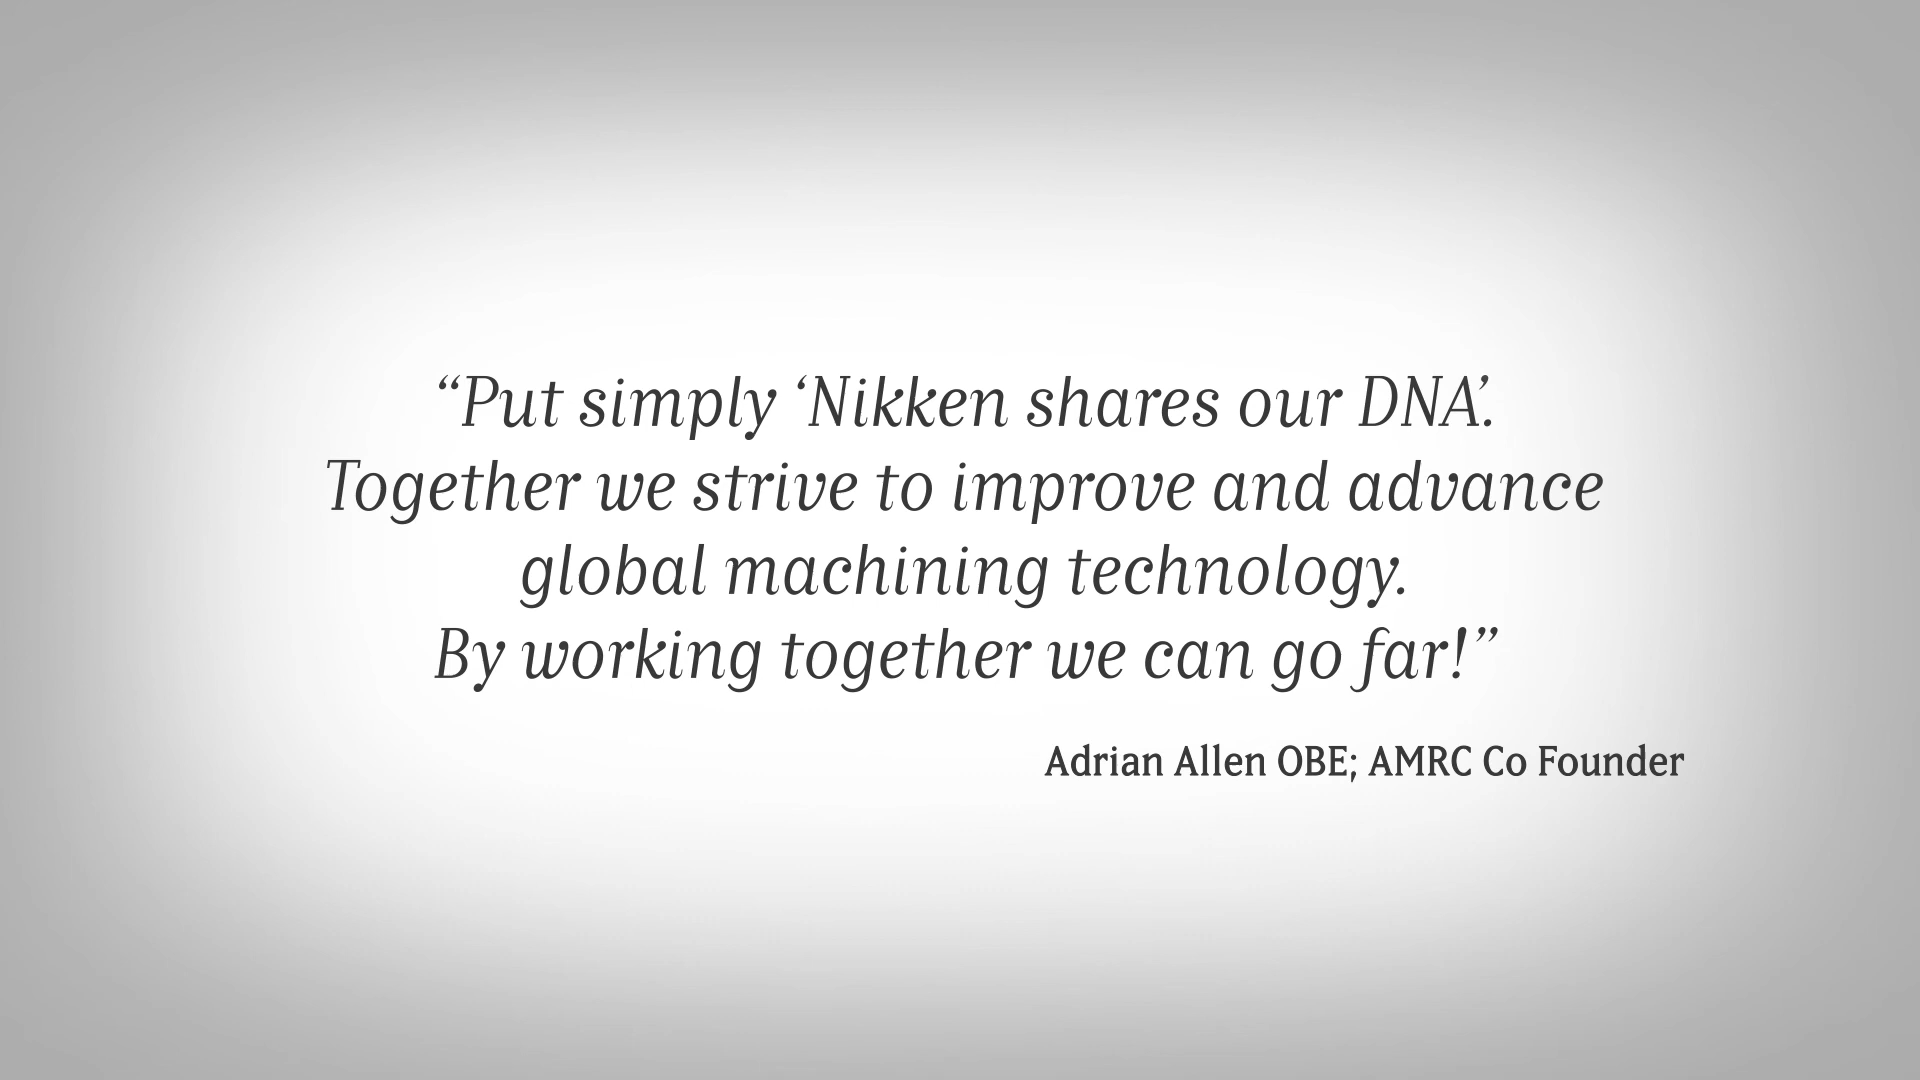 “Put simply ‘Nikken shares our DNA’.
Together we strive to improve and advance
global machining technology.
By working together we can go far!”
Adrian Allen OBE; AMRC Co Founder